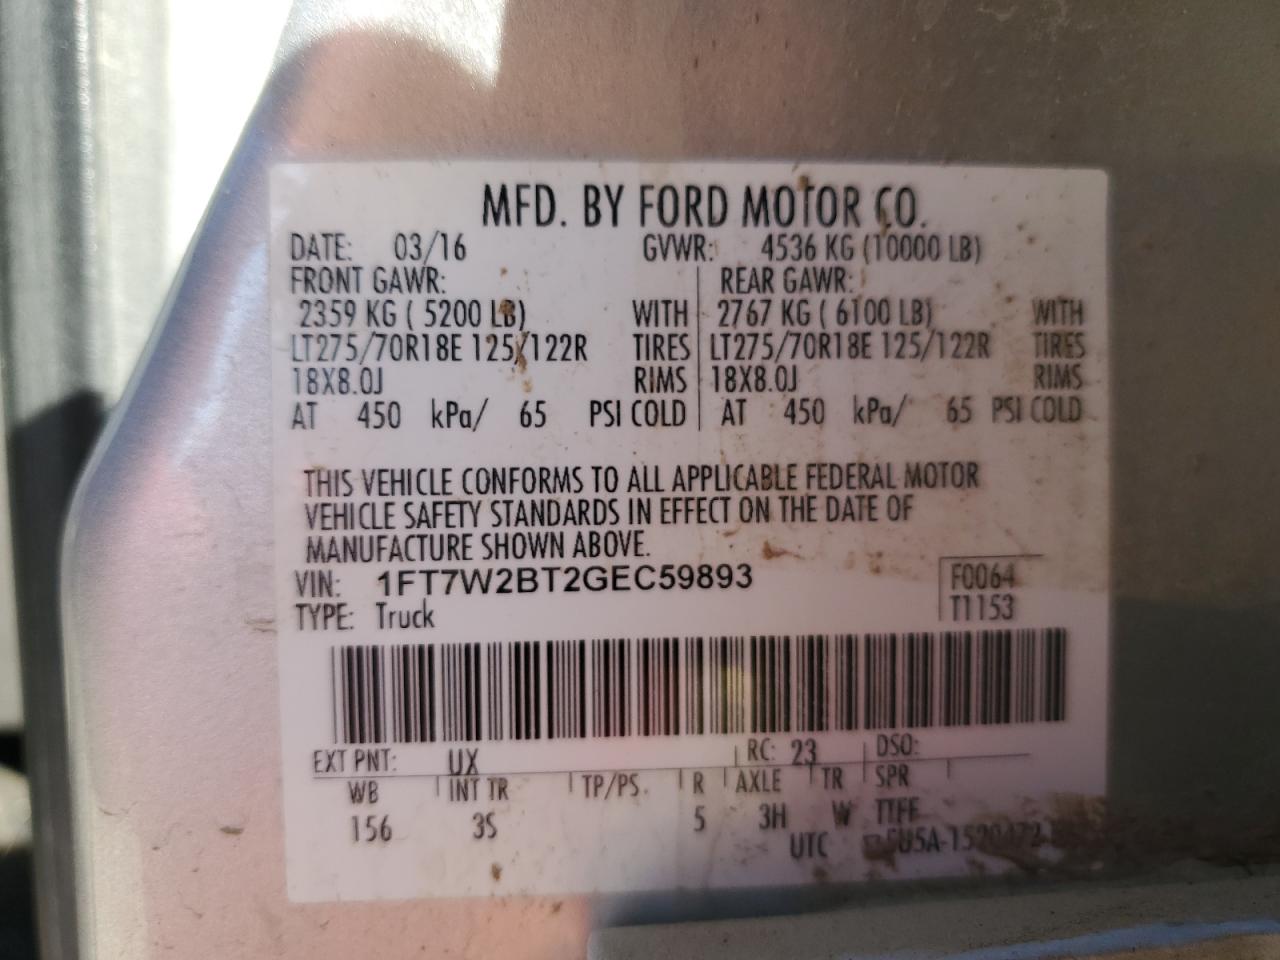 MFD. BY FORD MOTOR CO.
DATE: 03/16 GVWR: 4536 KG (10000 LB)
FRONT GAWR: REAR GAWR:
2359 KG ( 5200 LB) WITH 2767 KG ( 6100 LB) WITH
LT275/70R18E 125/122R TIRES LT275/70R18E 125/122R TIRES
18X8.0J RIMS 18X8.0J RIMS
AT 450 kPa/ 65 PSI COLD AT 450 kPa/ 65 PSI COLD
THIS VEHICLE CONFORMS TO ALL APPLICABLE FEDERAL MOTOR
VEHICLE SAFETY STANDARDS IN EFFECT ON THE DATE OF
MANUFACTURE SHOWN ABOVE.
VIN: 1FT7W2BT2GEC59893 F0064
TYPE: Truck T1153
EXT PNT: UX RC: 23 DSO:
WB INT TR TP/PS. R AXLE TR SPR
156 3S 5 3H W
UTC